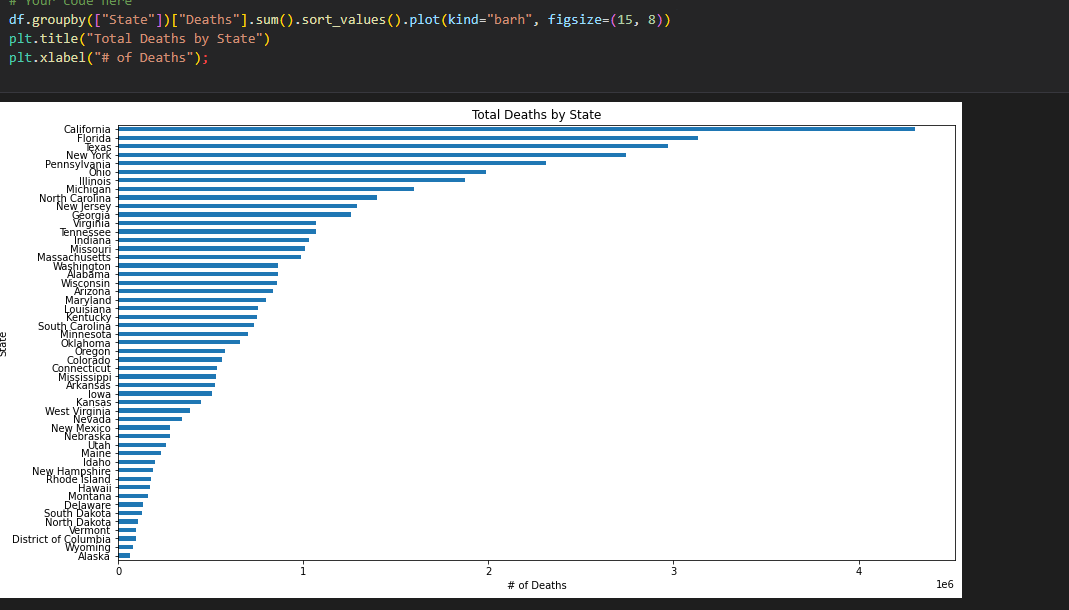 # Your code here
df.groupby(["State"])["Deaths"].sum().sort_values().plot(kind="barh", figsize=(15, 8))
plt.title("Total Deaths by State")
plt.xlabel("# of Deaths");
Total Deaths by State
California
Florida
Texas
New York
Pennsylvania
Ohio
Illinois
Michigan
North Carolina
New Jersey
Georgia
Virginia
Tennessee
Indiana
Missouri
Massachusetts
Washington
Alabama
Wisconsin
Arizona
Maryland
Louisiana
Kentucky
South Carolina
Minnesota
Oklahoma
Oregon
Colorado
Connecticut
Mississippi
Arkansas
Iowa
Kansas
West Virginia
Nevada
New Mexico
Nebraska
Utah
Maine
Idaho
New Hampshire
Rhode Island
Hawaii
Montana
Delaware
South Dakota
North Dakota
Vermont
District of Columbia
Wyoming
Alaska
State
0 1 2 3 4
1e6
# of Deaths